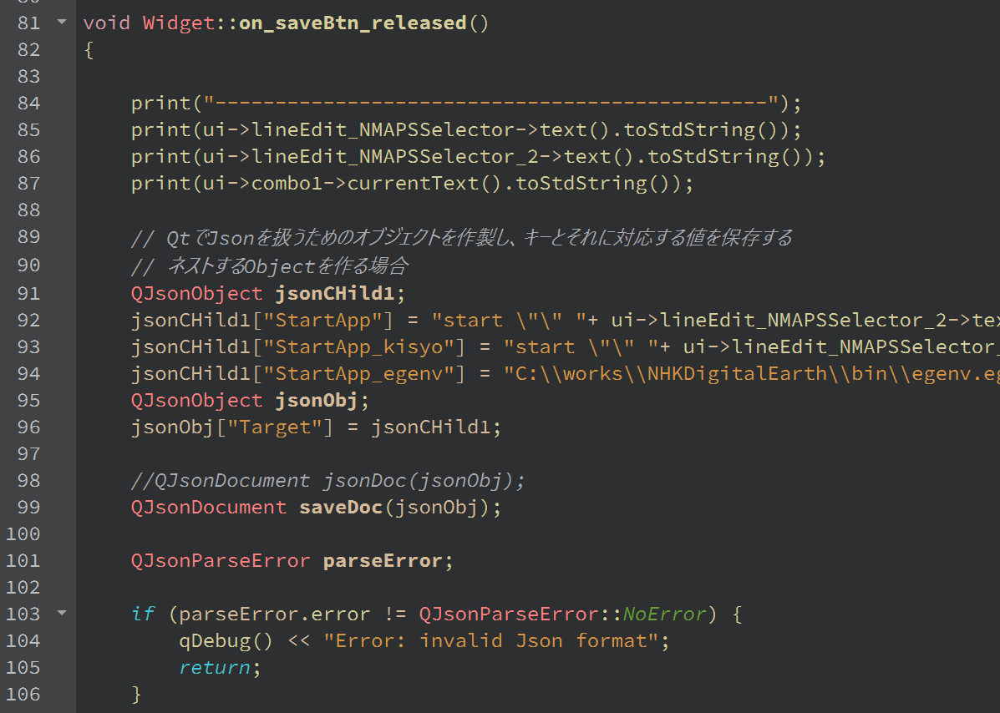 81 void Widget::on_saveBtn_released()
82 {
83
84 print("----------------------------------------------");
85 print(ui->lineEdit_NMAPSSelector->text().toStdString());
86 print(ui->lineEdit_NMAPSSelector_2->text().toStdString());
87 print(ui->combo1->currentText().toStdString());
88
89 // QtでJsonを扱うためのオブジェクトを作製し、キーとそれに対応する値を保存する
90 // ネストするObjectを作る場合
91 QJsonObject jsonCHild1;
92 jsonCHild1["StartApp"] = "start \"\" "+ ui->lineEdit_NMAPSSelector_2->te
93 jsonCHild1["StartApp_kisyo"] = "start \"\" "+ ui->lineEdit_NMAPSSelector_
94 jsonCHild1["StartApp_egenv"] = "C:\\works\\NHKDigitalEarth\\bin\\egenv.eg
95 QJsonObject jsonObj;
96 jsonObj["Target"] = jsonCHild1;
97
98 //QJsonDocument jsonDoc(jsonObj);
99 QJsonDocument saveDoc(jsonObj);
100
101 QJsonParseError parseError;
102
103 if (parseError.error != QJsonParseError::NoError) {
104 qDebug() << "Error: invalid Json format";
105 return;
106 }